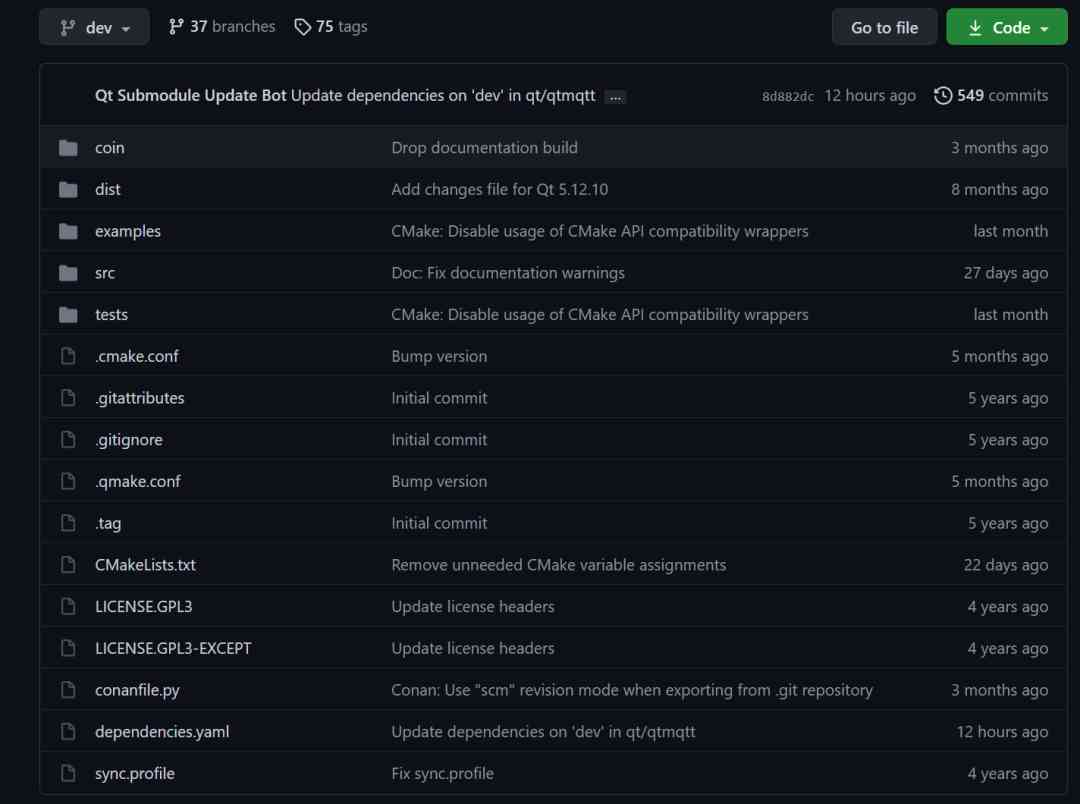 dev 37 branches 75 tags Go to file Code
Qt Submodule Update Bot Update dependencies on 'dev' in qt/qtmqtt ... 8d882dc 12 hours ago 549 commits
coin Drop documentation build 3 months ago
dist Add changes file for Qt 5.12.10 8 months ago
examples CMake: Disable usage of CMake API compatibility wrappers last month
src Doc: Fix documentation warnings 27 days ago
tests CMake: Disable usage of CMake API compatibility wrappers last month
.cmake.conf Bump version 5 months ago
.gitattributes Initial commit 5 years ago
.gitignore Initial commit 5 years ago
.qmake.conf Bump version 5 months ago
.tag Initial commit 5 years ago
CMakeLists.txt Remove unneeded CMake variable assignments 22 days ago
LICENSE.GPL3 Update license headers 4 years ago
LICENSE.GPL3-EXCEPT Update license headers 4 years ago
conanfile.py Conan: Use "scm" revision mode when exporting from .git repository 3 months ago
dependencies.yaml Update dependencies on 'dev' in qt/qtmqtt 12 hours ago
sync.profile Fix sync.profile 4 years ago